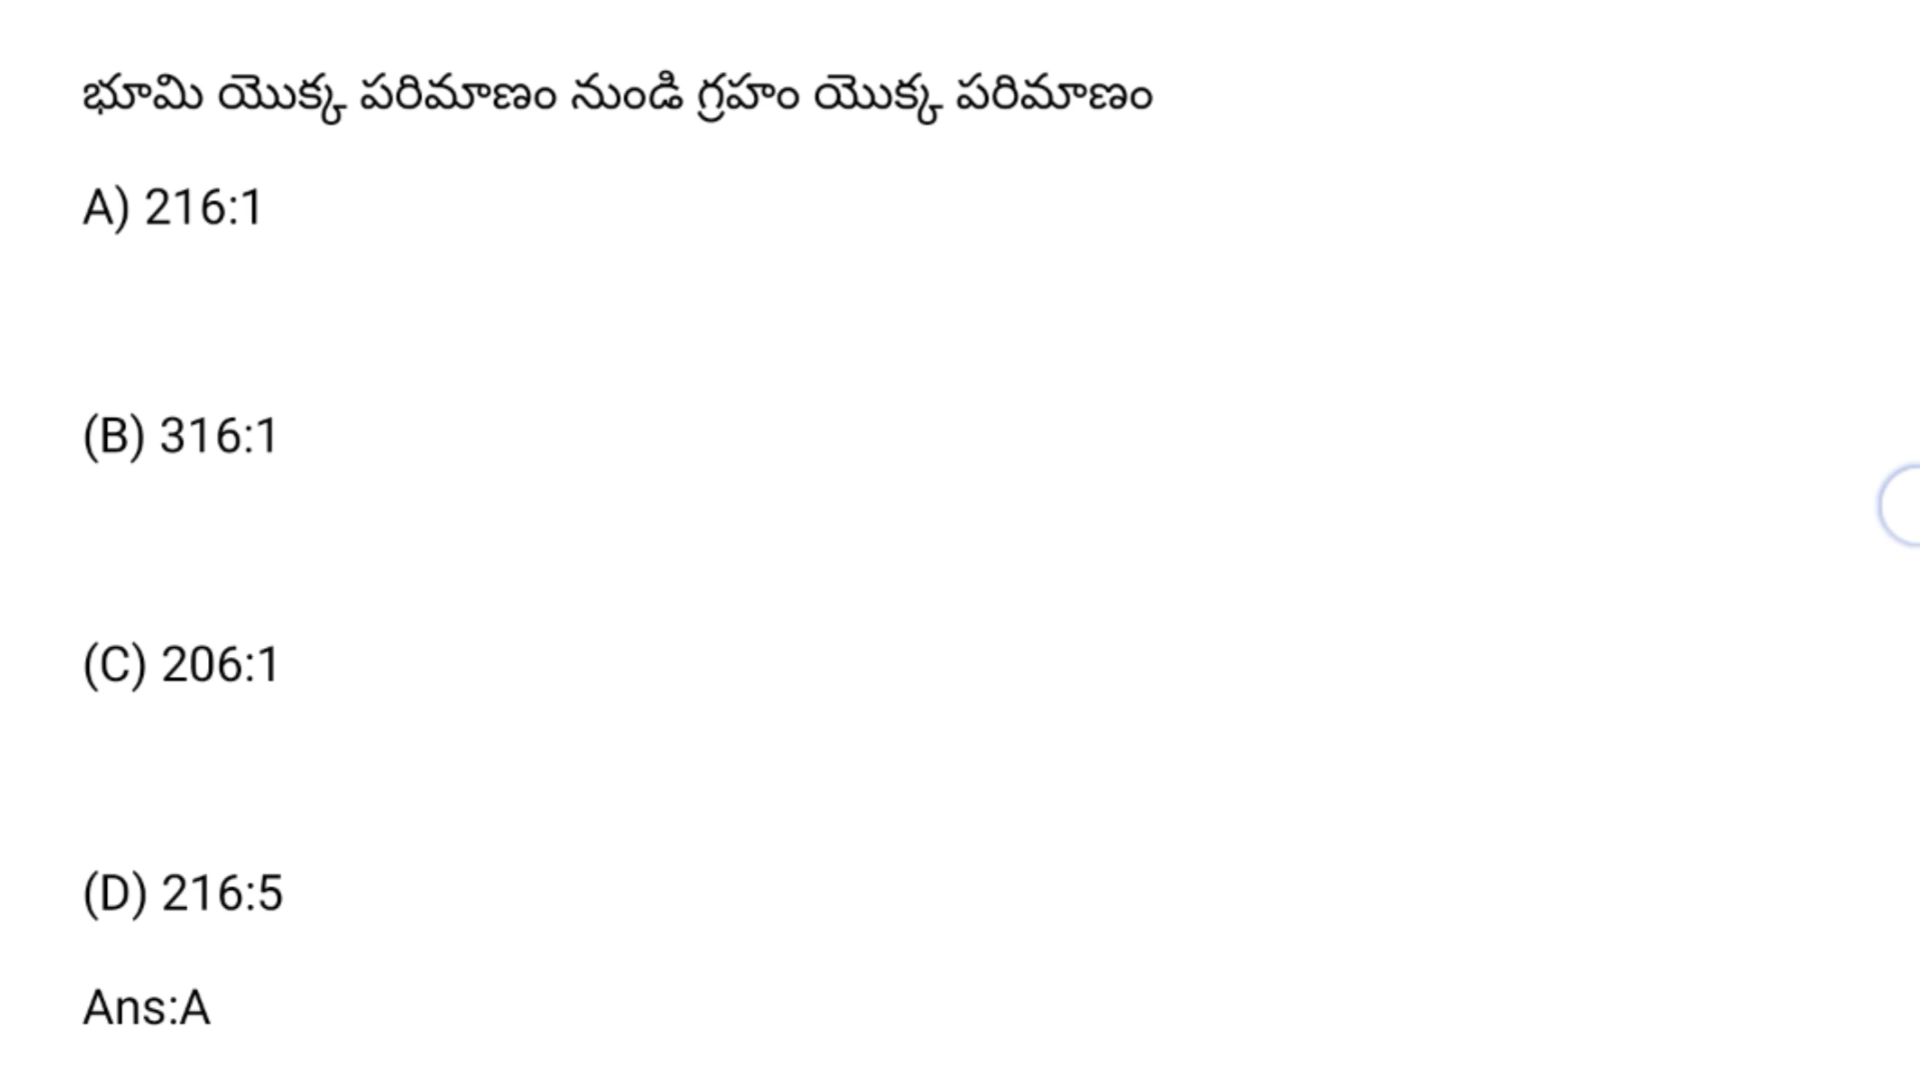 భూమి యొక్క పరిమాణం నుండి గ్రహం యొక్క పరిమాణం
A) 216:1
(B) 316:1
(C) 206:1
(D) 216:5
Ans:A